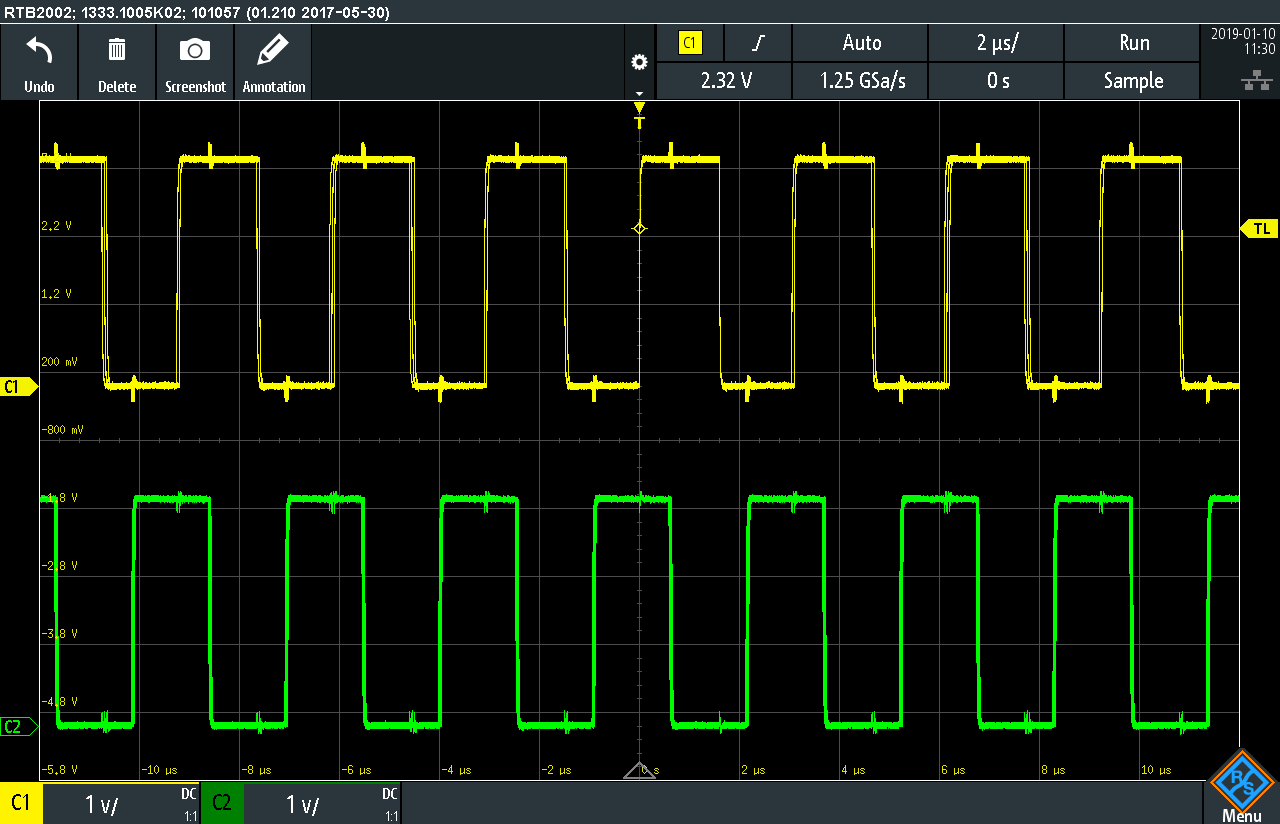 RTB2002; 1333.1005K02; 101057 (01.210 2017-05-30)
Undo
Delete
Screenshot
Annotation
C1
Auto
2 µs/
Run
2019-01-10
11:30
2.32 V
1.25 GSa/s
0 s
Sample
T
2.2 V
TL
1.2 V
200 mV
C1
-800 mV
-1.8 V
-2.8 V
-3.8 V
-4.8 V
C2
-5.8 V
-10 µs
-8 µs
-6 µs
-4 µs
-2 µs
0 s
2 µs
4 µs
6 µs
8 µs
10 µs
C1
1 V/
DC
1:1
C2
1 V/
DC
1:1
R
S
Menu